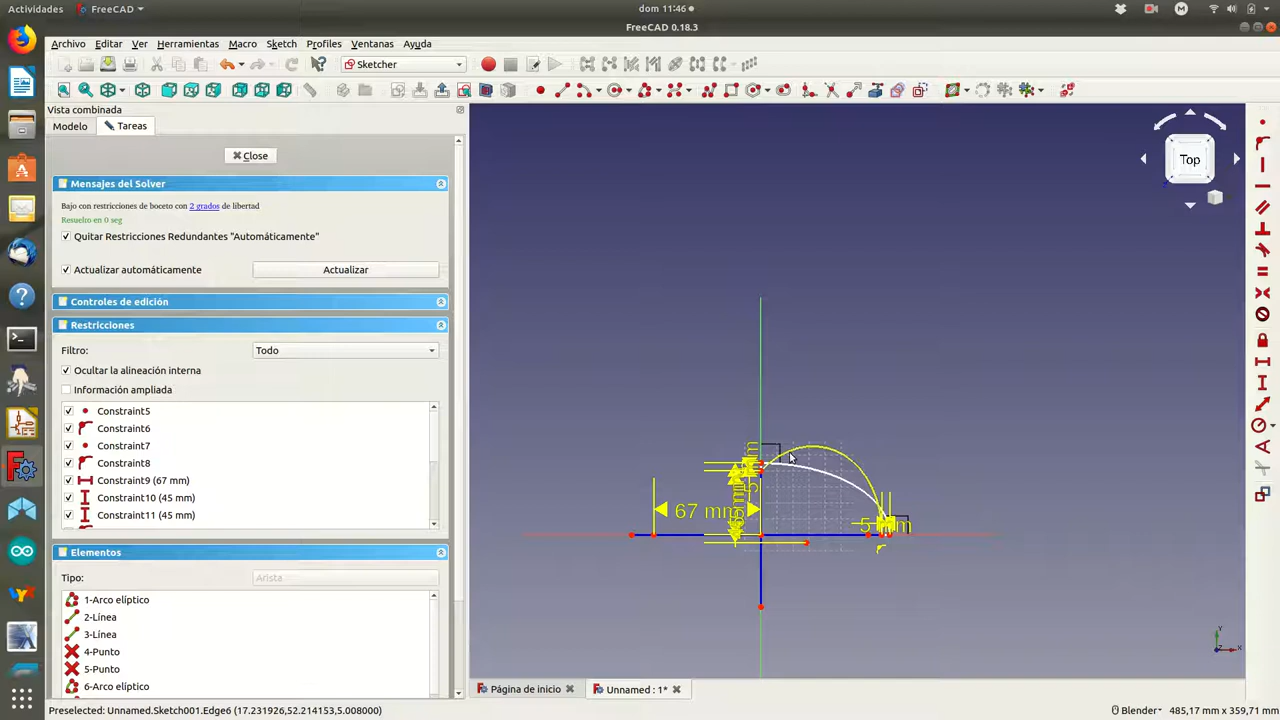 Actividades FreeCAD dom 11:46
FreeCAD 0.18.3
Archivo Editar Ver Herramientas Macro Sketch Profiles Ventanas Ayuda
Sketcher
Vista combinada
Modelo Tareas
Close
Mensajes del Solver
Bajo con restricciones de boceto con 2 grados de libertad
Resuelto en 0 seg
Quitar Restricciones Redundantes "Automáticamente"
Actualizar automáticamente Actualizar
Controles de edición
Restricciones
Filtro: Todo
Ocultar la alineación interna
Información ampliada
Constraint5
Constraint6
Constraint7
Constraint8
Constraint9 (67 mm)
Constraint10 (45 mm)
Constraint11 (45 mm)
Elementos
Tipo: Arista
1-Arco elíptico
2-Línea
3-Línea
4-Punto
5-Punto
6-Arco elíptico
Top
67 mm
Y
Z
X
Página de inicio Unnamed : 1*
Preselected: Unnamed.Sketch001.Edge6 (17.231926,52.214153,5.008000) Blender 485,17 mm x 359,71 mm